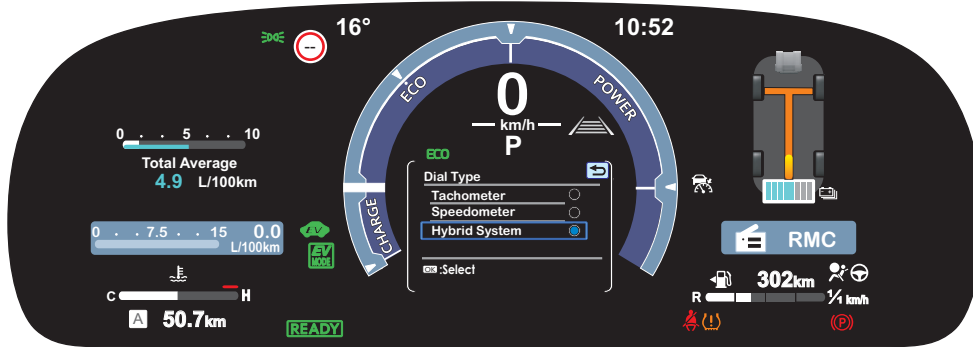 16°
10:52
--
ECO
POWER
CHARGE
0
km/h
P
ECO
Dial Type
Tachometer
Speedometer
Hybrid System
OK :Select
0 . . 5 . . 10
Total Average
4.9 L/100km
0 . . 7.5 . . 15 0.0
L/100km
EV
EV
MODE
C H
A 50.7km
READY
RMC
302km
R 1/1 km/h
(!)
(P)